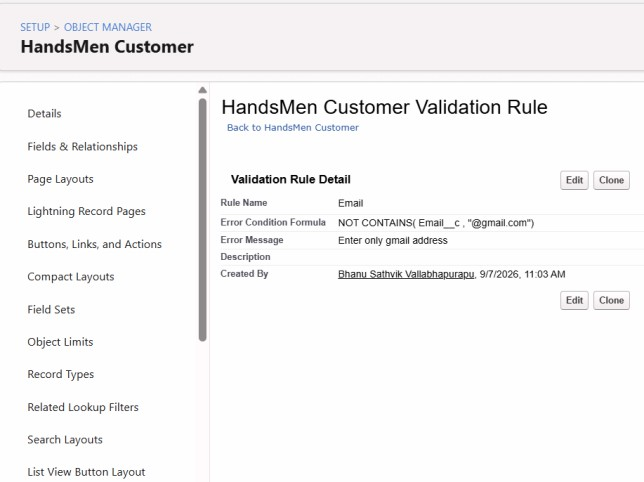 SETUP > OBJECT MANAGER
HandsMen Customer
Details
Fields & Relationships
Page Layouts
Lightning Record Pages
Buttons, Links, and Actions
Compact Layouts
Field Sets
Object Limits
Record Types
Related Lookup Filters
Search Layouts
List View Button Layout
HandsMen Customer Validation Rule
Back to HandsMen Customer
Validation Rule Detail
Edit Clone
Rule Name Email
Error Condition Formula NOT CONTAINS( Email__c , "@gmail.com")
Error Message Enter only gmail address
Description
Created By Bhanu Sathvik Vallabhapurapu, 9/7/2026, 11:03 AM
Edit Clone